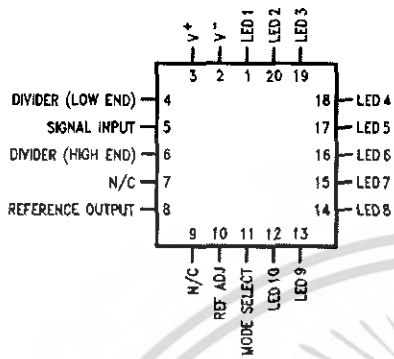 V+ V- LED 1 LED 2 LED 3
3 2 1 20 19
DIVIDER (LOW END) 4 18 LED 4
SIGNAL INPUT 5 17 LED 5
DIVIDER (HIGH END) 6 16 LED 6
N/C 7 15 LED 7
REFERENCE OUTPUT 8 14 LED 8
9 10 11 12 13
N/C REF ADJ MODE SELECT LED 10 LED 9